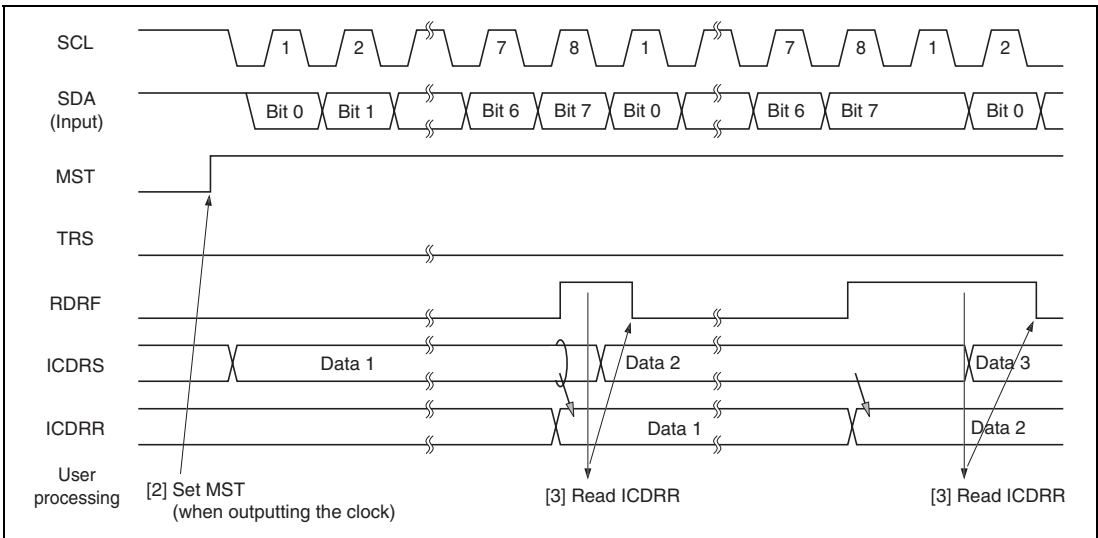 SCL
1 2 7 8 1 7 8 1 2
SDA
(Input)
Bit 0 Bit 1 Bit 6 Bit 7 Bit 0 Bit 6 Bit 7 Bit 0
MST
TRS
RDRF
ICDRS
Data 1 Data 2 Data 3
ICDRR
Data 1 Data 2
User
processing
[2] Set MST
(when outputting the clock)
[3] Read ICDRR
[3] Read ICDRR